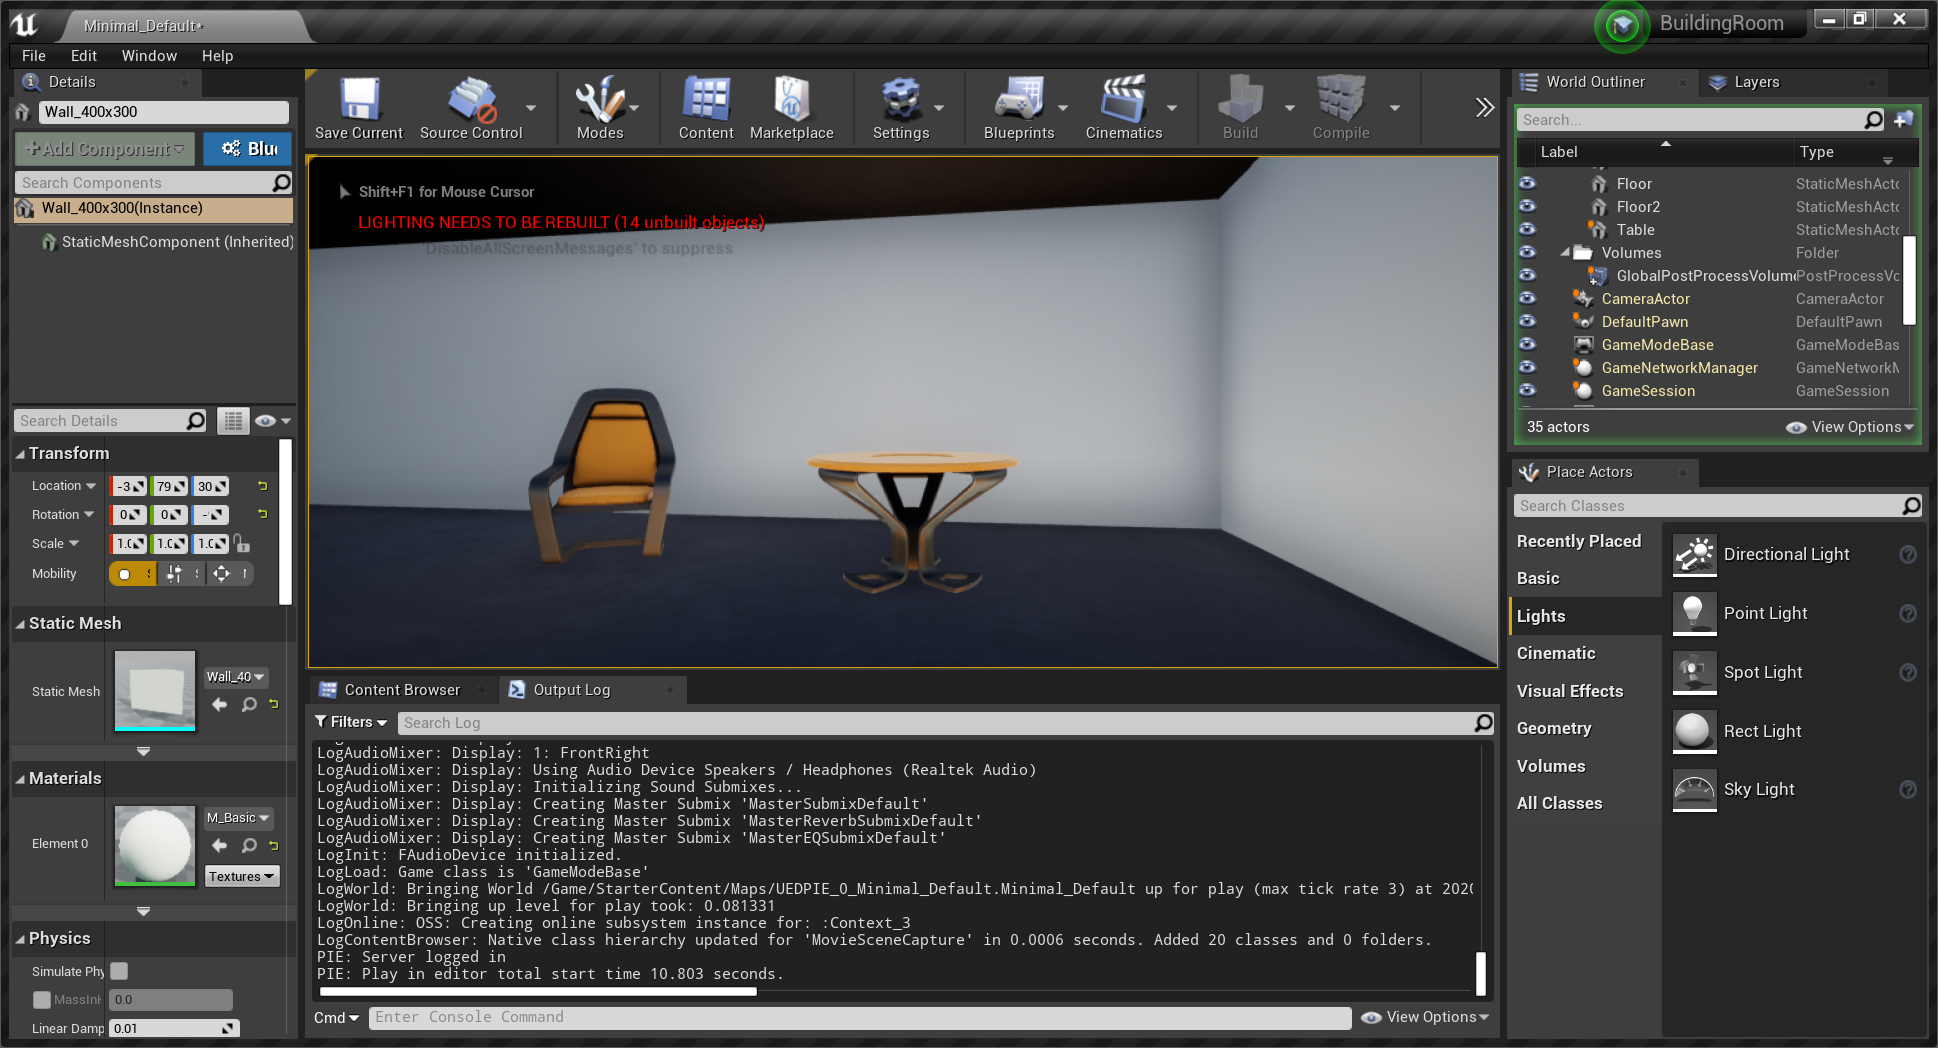 Minimal_Default*
BuildingRoom
File Edit Window Help
Details
Wall_400x300
+Add Component
Blu
Search Components
Wall_400x300(Instance)
StaticMeshComponent (Inherited)
Search Details
Transform
Location -3 79 30
Rotation 0 0 -
Scale 1.0 1.0 1.0
Mobility
Static Mesh
Static Mesh
Wall_40
Materials
Element 0
M_Basic
Textures
Physics
Simulate Phy
MassInK 0.0
Linear Damp 0.01
Save Current
Source Control
Modes
Content
Marketplace
Settings
Blueprints
Cinematics
Build
Compile
Shift+F1 for Mouse Cursor
LIGHTING NEEDS TO BE REBUILT (14 unbuilt objects)
'DisableAllScreenMessages' to suppress
Content Browser
Output Log
Filters
Search Log
LogAudioMixer: Display: 1: FrontRight
LogAudioMixer: Display: Using Audio Device Speakers / Headphones (Realtek Audio)
LogAudioMixer: Display: Initializing Sound Submixes...
LogAudioMixer: Display: Creating Master Submix 'MasterSubmixDefault'
LogAudioMixer: Display: Creating Master Submix 'MasterReverbSubmixDefault'
LogAudioMixer: Display: Creating Master Submix 'MasterEQSubmixDefault'
LogInit: FAudioDevice initialized.
LogLoad: Game class is 'GameModeBase'
LogWorld: Bringing World /Game/StarterContent/Maps/UEDPIE_0_Minimal_Default.Minimal_Default up for play (max tick rate 3) at 2020
LogWorld: Bringing up level for play took: 0.081331
LogOnline: OSS: Creating online subsystem instance for: :Context_3
LogContentBrowser: Native class hierarchy updated for 'MovieSceneCapture' in 0.0006 seconds. Added 20 classes and 0 folders.
PIE: Server logged in
PIE: Play in editor total start time 10.803 seconds.
Cmd
Enter Console Command
View Options
World Outliner
Layers
Search...
Label Type
Floor StaticMeshActo
Floor2 StaticMeshActo
Table StaticMeshActo
Volumes Folder
GlobalPostProcessVolume PostProcessVo
CameraActor CameraActor
DefaultPawn DefaultPawn
GameModeBase GameModeBas
GameNetworkManager GameNetworkM
GameSession GameSession
35 actors
View Options
Place Actors
Search Classes
Recently Placed
Basic
Lights
Cinematic
Visual Effects
Geometry
Volumes
All Classes
Directional Light
Point Light
Spot Light
Rect Light
Sky Light